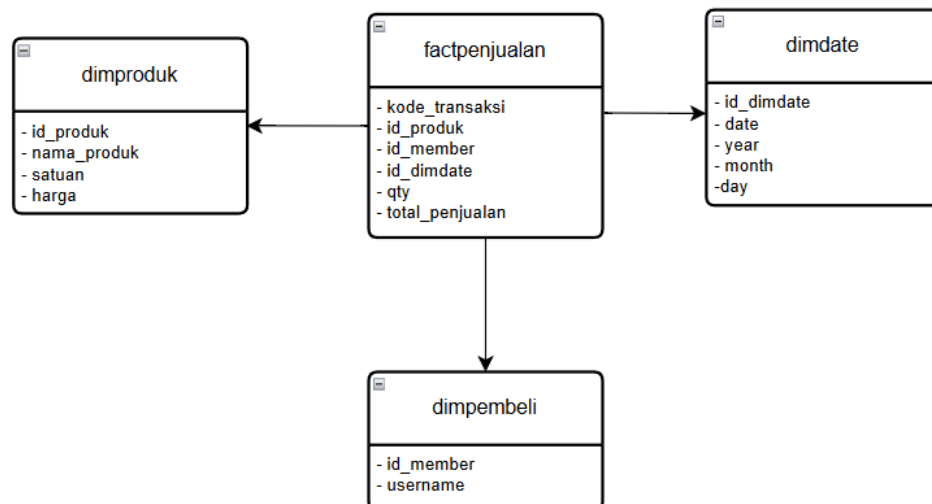 dimproduk
- id_produk
- nama_produk
- satuan
- harga
factpenjualan
- kode_transaksi
- id_produk
- id_member
- id_dimdate
- qty
- total_penjualan
dimdate
- id_dimdate
- date
- year
- month
-day
dimpembeli
- id_member
- username